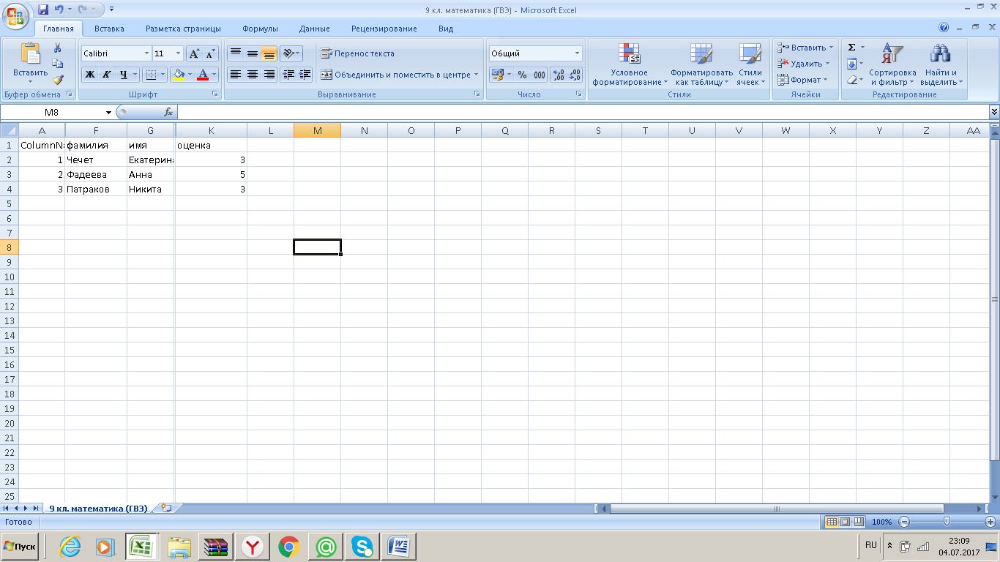 9 кл. математика (ГВЭ) - Microsoft Excel
Главная Вставка Разметка страницы Формулы Данные Рецензирование Вид
Вставить
Буфер обмена
Calibri 11
Ж К Ч
Шрифт
Перенос текста
Объединить и поместить в центре
Выравнивание
Общий
% 000
Число
Условное форматирование
Форматировать как таблицу
Стили ячеек
Стили
Вставить
Удалить
Формат
Ячейки
Σ
Сортировка и фильтр
Найти и выделить
Редактирование
M8 fx
A F G K L M N O P Q R S T U V W X Y Z AA
1 ColumnNa фамилия имя оценка
2 1 Чечет Екатерина 3
3 2 Фадеева Анна 5
4 3 Патраков Никита 3
5
6
7
8
9
10
11
12
13
14
15
16
17
18
19
20
21
22
23
24
25
9 кл. математика (ГВЭ)
Готово 100%
Пуск RU 23:09
04.07.2017